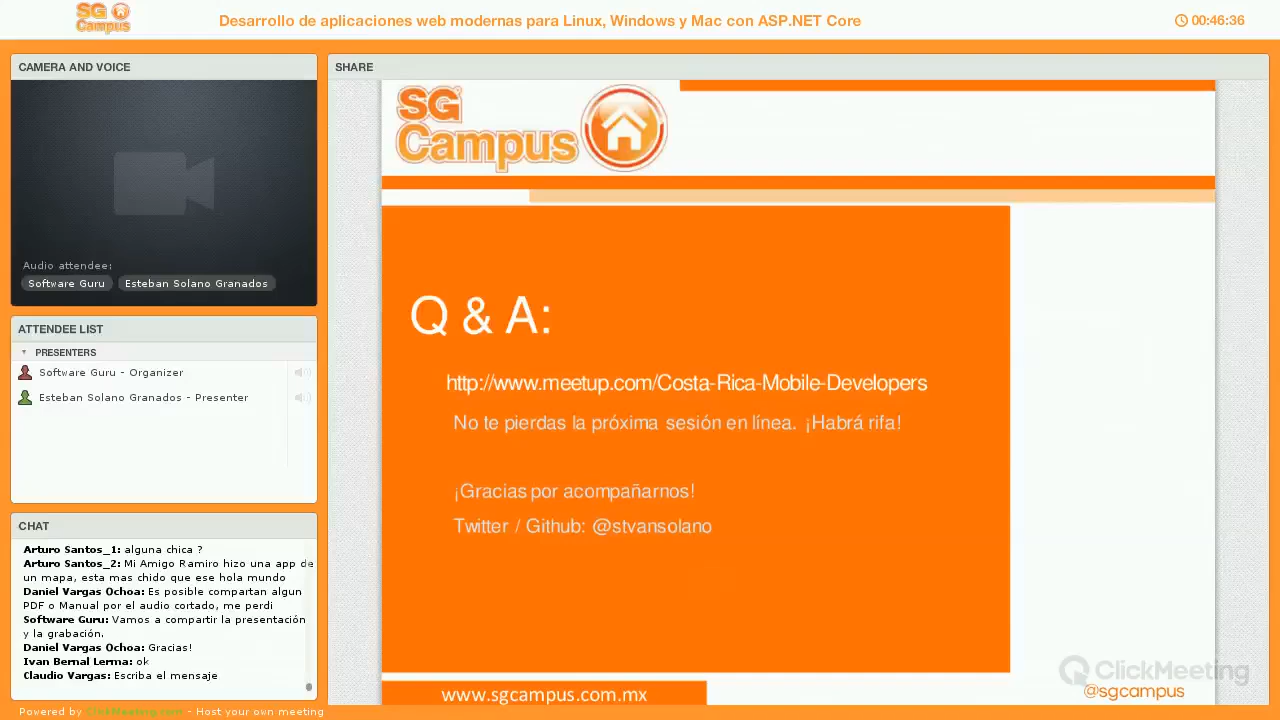 SG Campus
Desarrollo de aplicaciones web modernas para Linux, Windows y Mac con ASP.NET Core
00:46:36
CAMERA AND VOICE
Audio attendee:
Software Guru
Esteban Solano Granados
ATTENDEE LIST
PRESENTERS
Software Guru - Organizer
Esteban Solano Granados - Presenter
CHAT
Arturo Santos_1: alguna chica ?
Arturo Santos_2: Mi Amigo Ramiro hizo una app de
un mapa, esta mas chido que ese hola mundo
Daniel Vargas Ochoa: Es posible compartan algun
PDF o Manual por el audio cortado, me perdi
Software Guru: Vamos a compartir la presentación
y la grabación.
Daniel Vargas Ochoa: Gracias!
Ivan Bernal Lerma: ok
Claudio Vargas: Escriba el mensaje
Powered by ClickMeeting.com - Host your own meeting
SHARE
SG
Campus
Q & A:
http://www.meetup.com/Costa-Rica-Mobile-Developers
No te pierdas la próxima sesión en línea. ¡Habrá rifa!
¡Gracias por acompañarnos!
Twitter / Github: @stvansolano
www.sgcampus.com.mx
ClickMeeting
@sgcampus